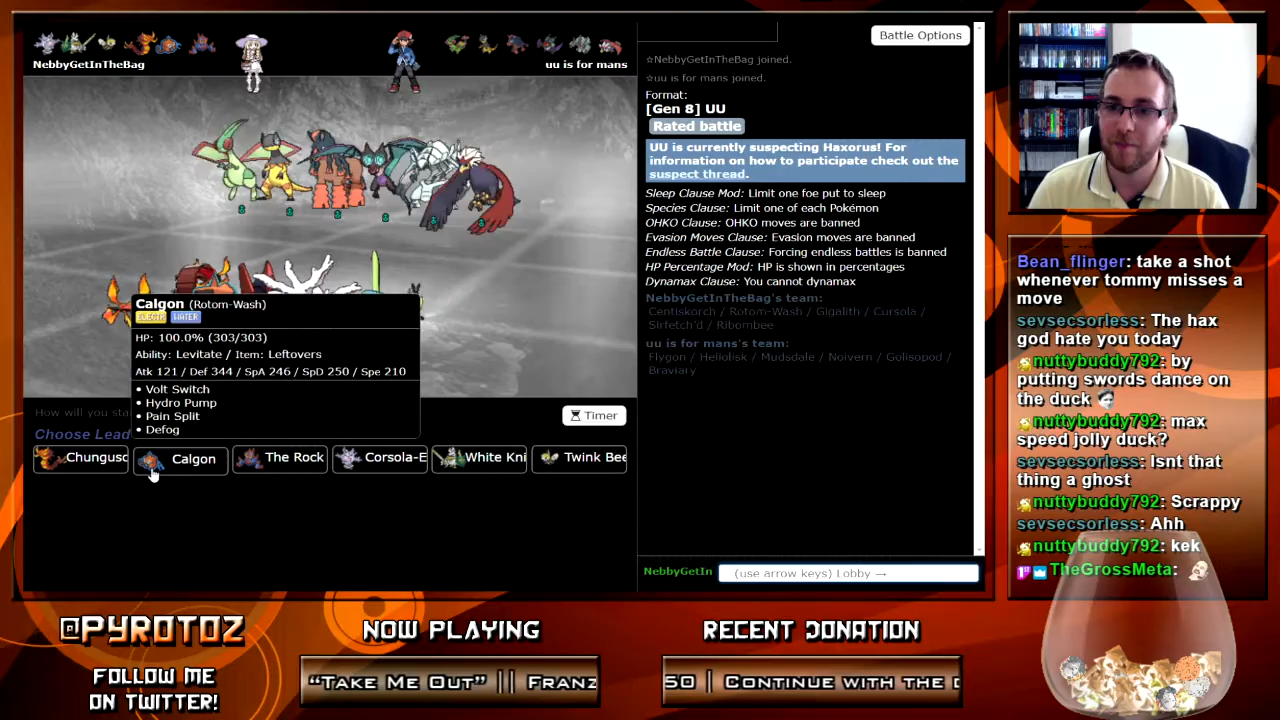 NebbyGetInTheBag
uu is for mans
Calgon (Rotom-Wash)
ELECTR WATER
HP: 100.0% (303/303)
Ability: Levitate / Item: Leftovers
Atk 121 / Def 344 / SpA 246 / SpD 250 / Spe 210
• Volt Switch
• Hydro Pump
• Pain Split
• Defog
How will you sta
Timer
Choose Lead
Chungusc
Calgon
The Rock
Corsola-E
White Kni
Twink Bee
Battle Options
☆NebbyGetInTheBag joined.
☆uu is for mans joined.
Format:
[Gen 8] UU
Rated battle
UU is currently suspecting Haxorus! For
information on how to participate check out the
suspect thread.
Sleep Clause Mod: Limit one foe put to sleep
Species Clause: Limit one of each Pokémon
OHKO Clause: OHKO moves are banned
Evasion Moves Clause: Evasion moves are banned
Endless Battle Clause: Forcing endless battles is banned
HP Percentage Mod: HP is shown in percentages
Dynamax Clause: You cannot dynamax
NebbyGetInTheBag's team:
Centiskorch / Rotom-Wash / Gigalith / Cursola /
Sirfetch'd / Ribombee
uu is for mans's team:
Flygon / Heliolisk / Mudsdale / Noivern / Golisopod /
Braviary
NebbyGetIn
(use arrow keys) Lobby →
Bean_flinger: take a shot
whenever tommy misses a
move
sevsecsorless: The hax
god hate you today
nuttybuddy792: by
putting swords dance on
the duck
nuttybuddy792: max
speed jolly duck?
sevsecsorless: Isnt that
thing a ghost
nuttybuddy792: Scrappy
sevsecsorless: Ahh
nuttybuddy792: kek
1st TheGrossMeta:
@PYROTOZ
FOLLOW ME
ON TWITTER!
NOW PLAYING
"TAKE ME OUT" || FRANZ
RECENT DONATION
50 | CONTINUE WITH THE